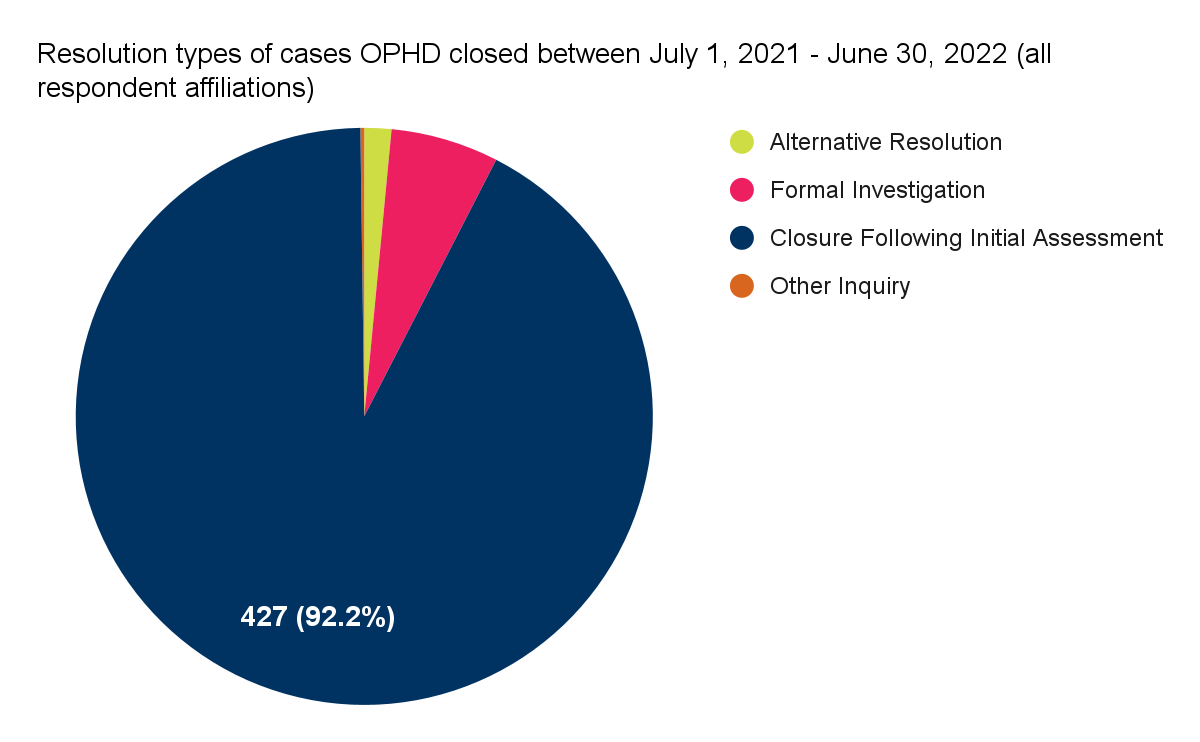 Resolution types of cases OPHD closed between July 1, 2021 - June 30, 2022 (all
respondent affiliations)
Alternative Resolution
Formal Investigation
Closure Following Initial Assessment
Other Inquiry
427 (92.2%)